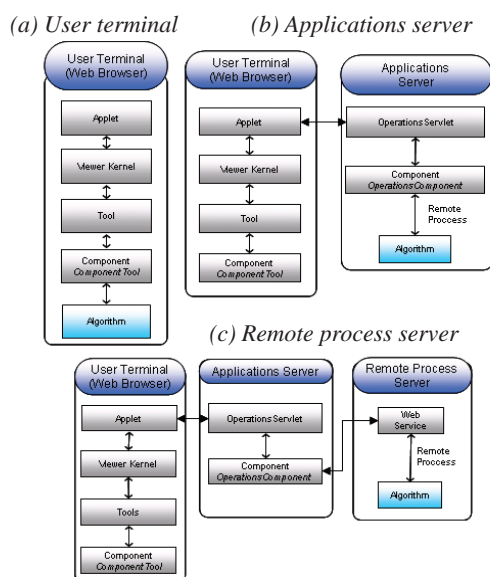 (a) User terminal
User Terminal
(Web Browser)
Applet
Viewer Kernel
Tool
Component
Component Tool
Algorithm
(b) Applications server
User Terminal
(Web Browser)
Applet
Viewer Kernel
Tool
Component
Component Tool
Applications
Server
Operations Servlet
Component
OperationsComponent
Remote
Proccess
Algorithm
(c) Remote process server
User Terminal
(Web Browser)
Applet
Viewer Kernel
Tools
Component
Component Tool
Applications Server
Operations Servlet
Component
OperationsComponent
Remote Process
Server
Web
Service
Remote
Proccess
Algorithm